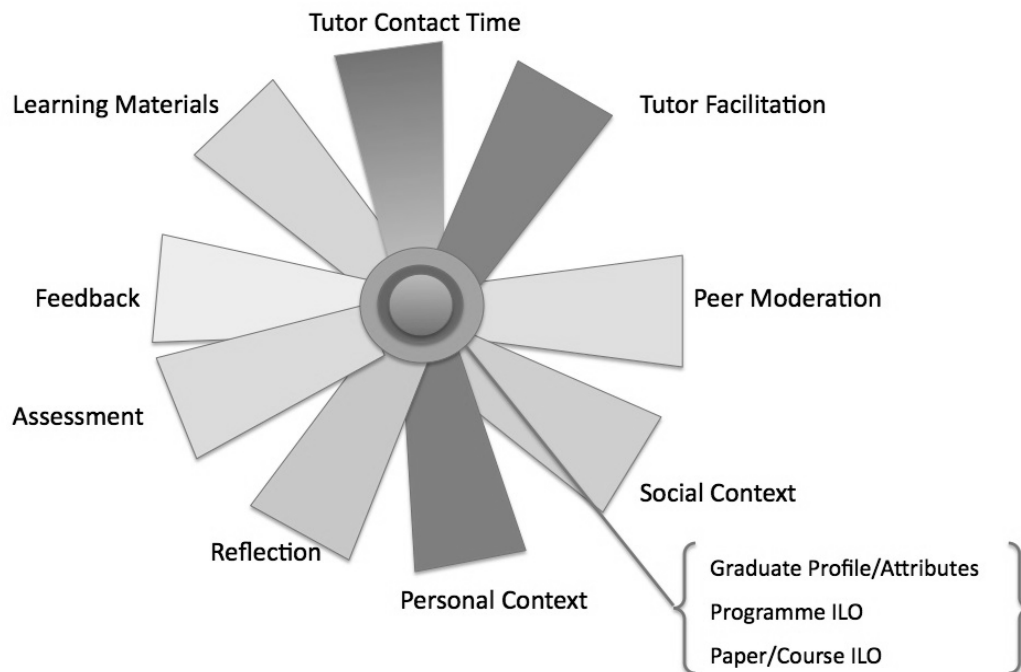 Tutor Contact Time
Learning Materials
Tutor Facilitation
Feedback
Peer Moderation
Assessment
Social Context
Reflection
Personal Context
Graduate Profile/Attributes
Programme ILO
Paper/Course ILO